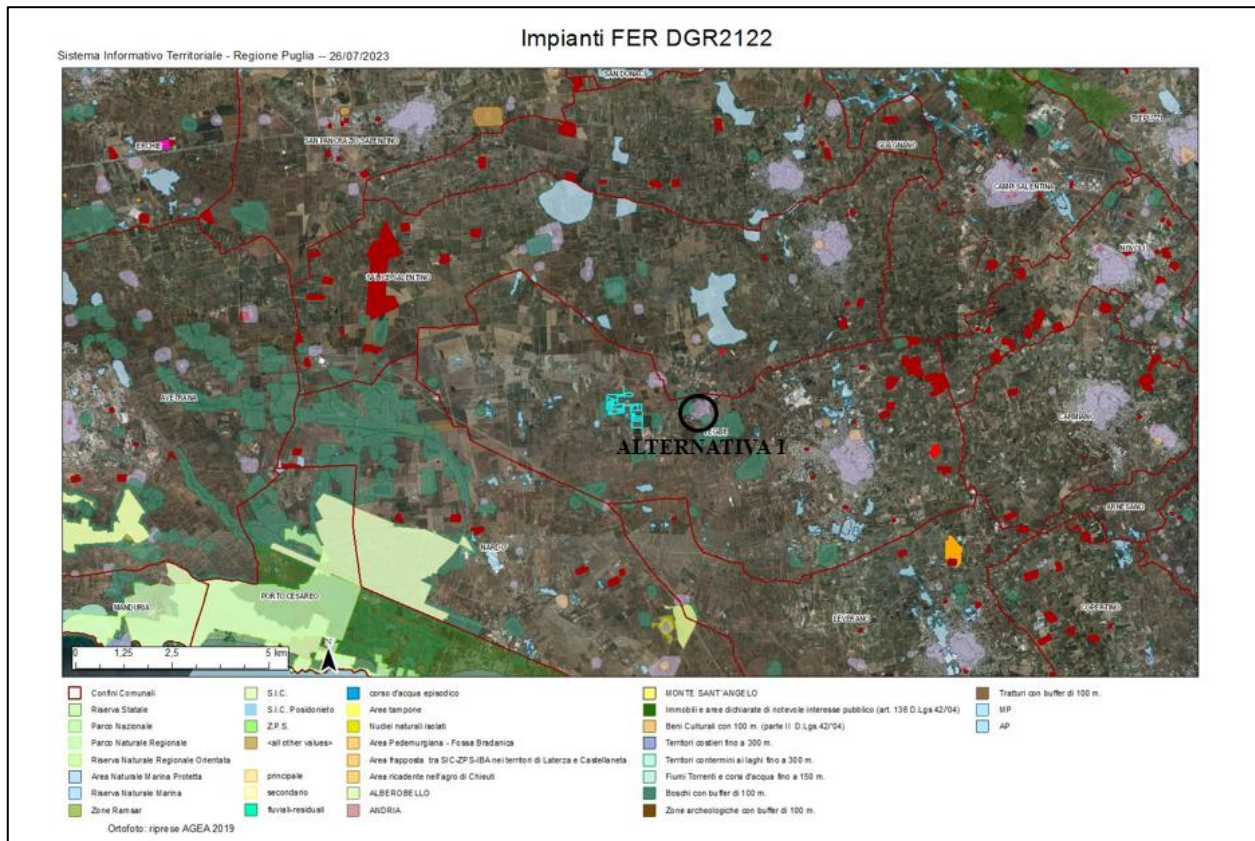 Impianti FER DGR2122
Sistema Informativo Territoriale - Regione Puglia -- 26/07/2023
SAN DONACI
TREPUZZI
ERCHIE
SAN PANCRAZIO SALENTINO
GUAGNANO
CAMPI SALENTINA
NOVOLI
SALICE SALENTINO
AVETRANA
CARMIANO
VEGLIE
ALTERNATIVA 1
ARNESANO
NARDO'
MANDURIA
PORTO CESAREO
LEVERANO
COPERTINO
0 1,25 2,5 5 km
Confini Comunali
Riserva Statale
Parco Nazionale
Parco Naturale Regionale
Riserva Naturale Regionale Orientata
Area Naturale Marina Protetta
Riserva Naturale Marina
Zone Ramsar
S.I.C.
S.I.C. Posidonieto
Z.P.S.
<all other values>
principale
secondario
fluviali-residuali
corso d'acqua episodico
Aree tampone
Nuclei naturali isolati
Area Pedemurgiana - Fossa Bradanica
Area frapposta tra SIC-ZPS-IBA nei territori di Laterza e Castellaneta
Area ricadente nell'agro di Chieuti
ALBEROBELLO
ANDRIA
MONTE SANT'ANGELO
Immobili e aree dichiarate di notevole interesse pubblico (art. 136 D.Lgs 42/04)
Beni Culturali con 100 m. (parte II D.Lgs.42/04)
Territori costieri fino a 300 m.
Territori contermini ai laghi fino a 300 m.
Fiumi Torrenti e corsi d'acqua fino a 150 m.
Boschi con buffer di 100 m.
Zone archeologiche con buffer di 100 m.
Tratturi con buffer di 100 m.
MP
AP
Ortofoto: riprese AGEA 2019